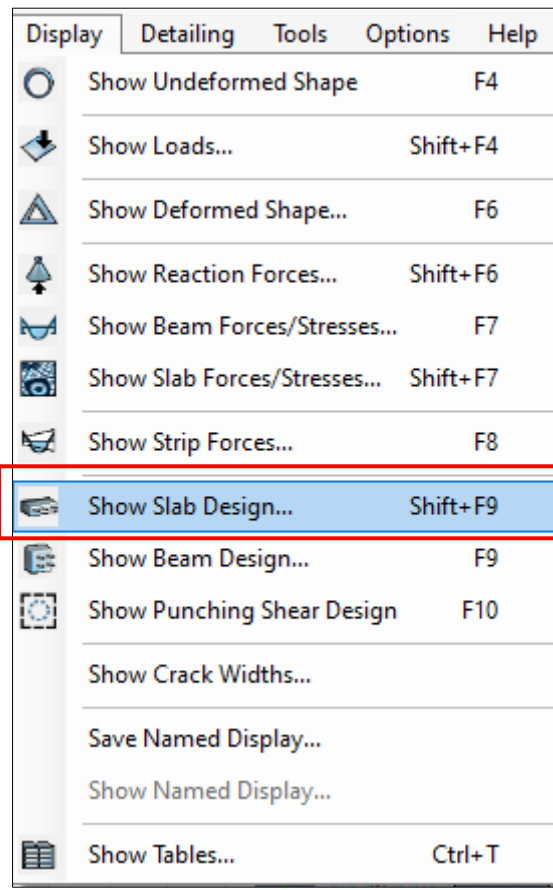 Display Detailing Tools Options Help
Show Undeformed Shape F4
Show Loads... Shift+F4
Show Deformed Shape... F6
Show Reaction Forces... Shift+F6
Show Beam Forces/Stresses... F7
Show Slab Forces/Stresses... Shift+F7
Show Strip Forces... F8
Show Slab Design... Shift+F9
Show Beam Design... F9
Show Punching Shear Design F10
Show Crack Widths...
Save Named Display...
Show Named Display...
Show Tables... Ctrl+T